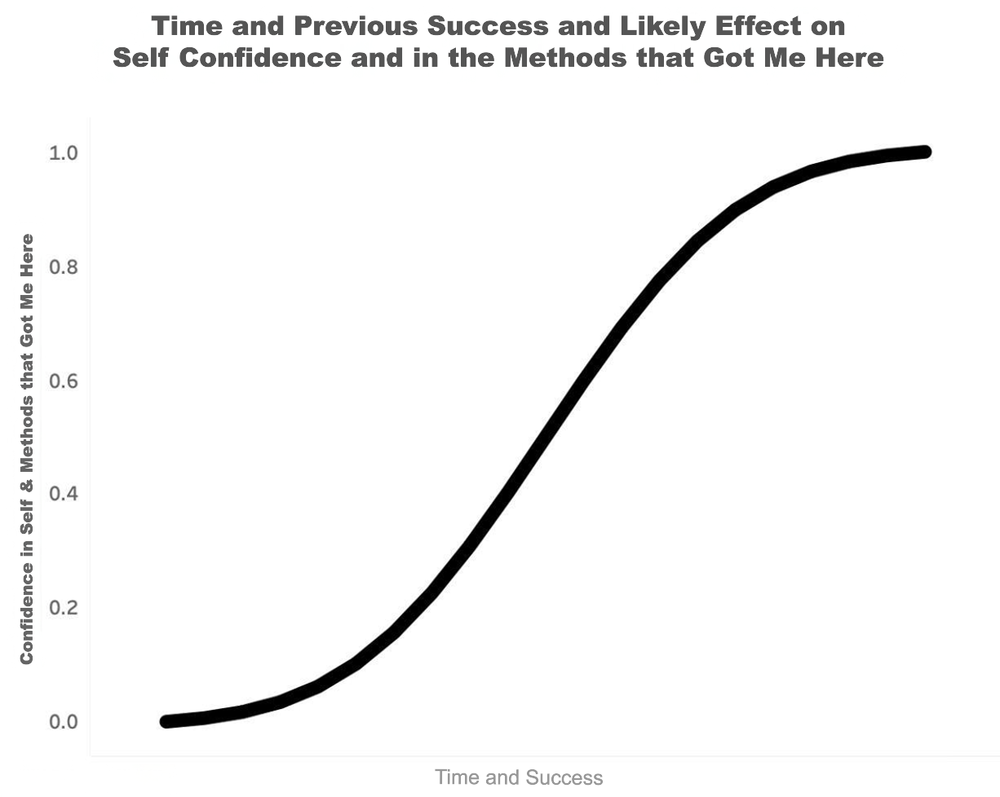 Time and Previous Success and Likely Effect on
Self Confidence and in the Methods that Got Me Here
Confidence in Self & Methods that Got Me Here
1.0
0.8
0.6
0.4
0.2
0.0
Time and Success